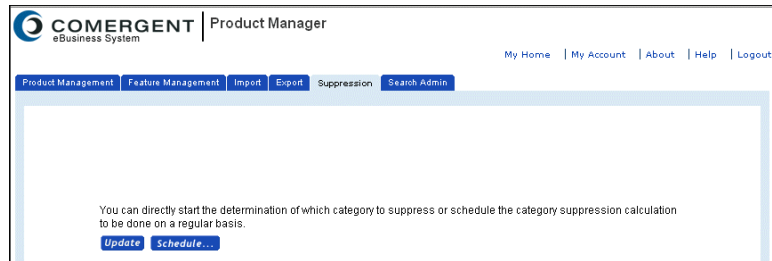 COMERGENT
eBusiness System
Product Manager
My Home | My Account | About | Help | Logout
Product Management Feature Management Import Export Suppression Search Admin
You can directly start the determination of which category to suppress or schedule the category suppression calculation
to be done on a regular basis.
Update Schedule...